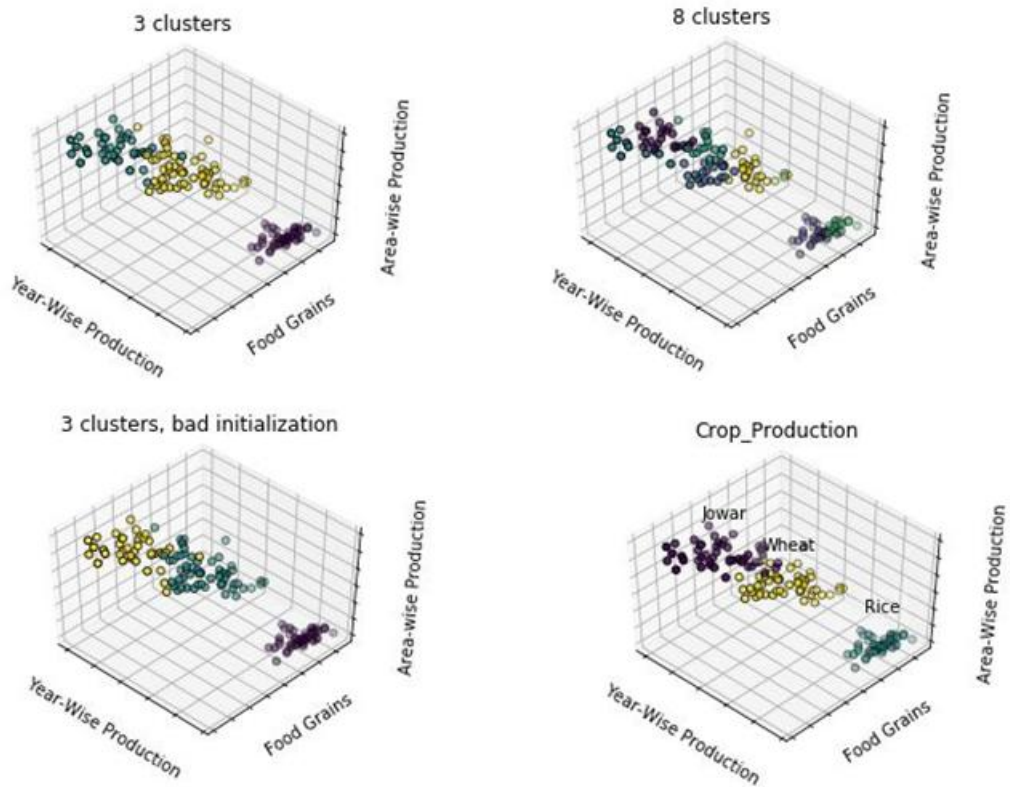 3 clusters
Area-wise Production
Year-Wise Production
Food Grains
8 clusters
Area-wise Production
Year-Wise Production
Food Grains
3 clusters, bad initialization
Area-wise Production
Year-Wise Production
Food Grains
Crop_Production
Jowar
Wheat
Rice
Area-Wise Production
Year-Wise Production
Food Grains